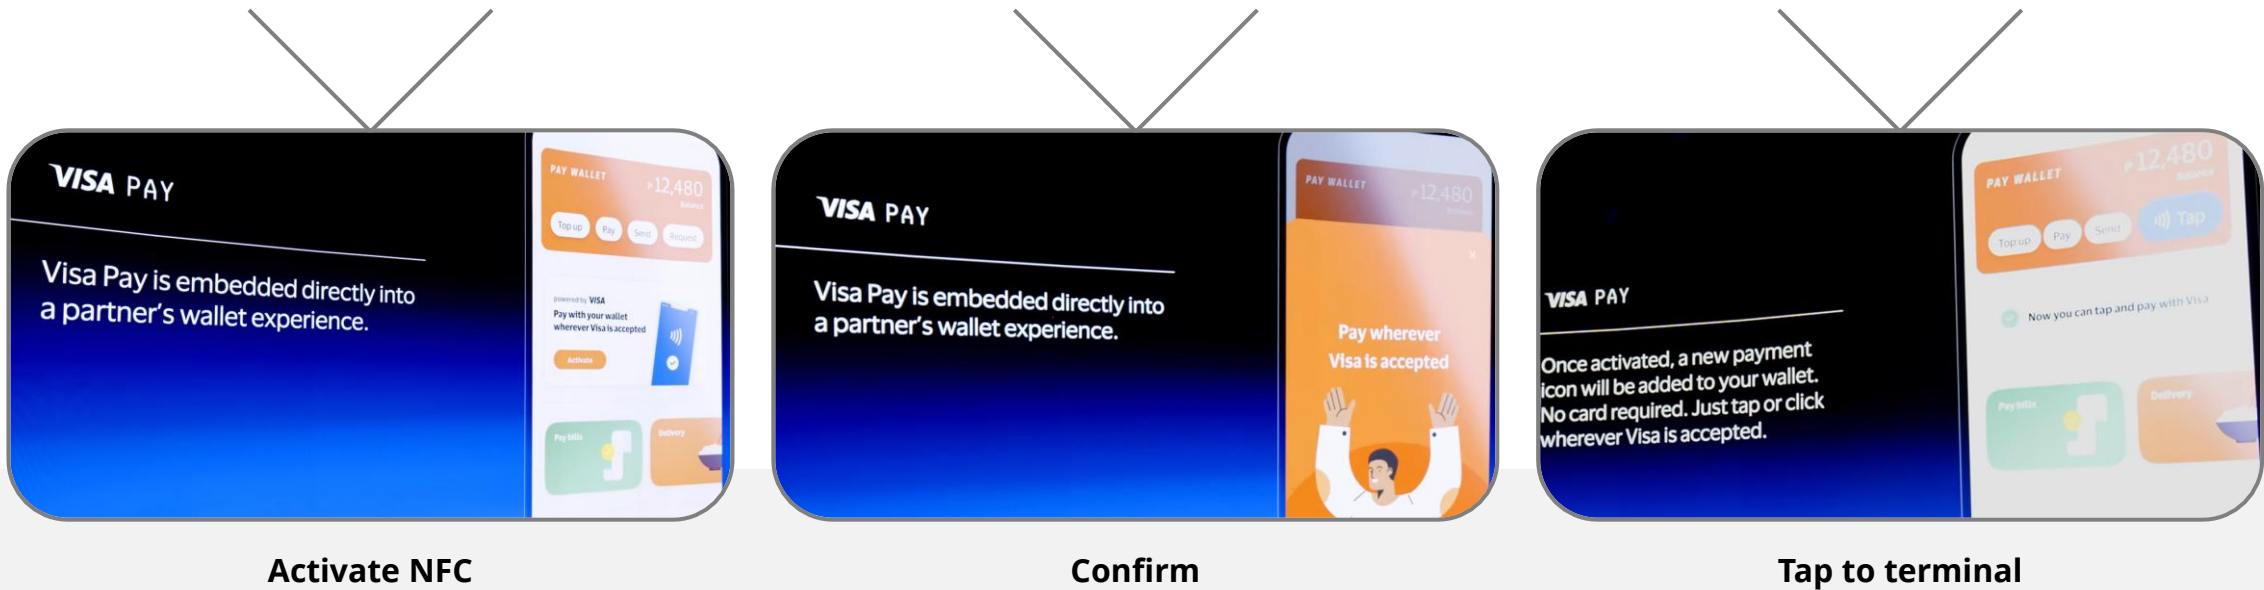 VISA PAY
Visa Pay is embedded directly into
a partner's wallet experience.
PAY WALLET
₱12,480
Balance
Top up Pay Send Request
powered by VISA
Pay with your wallet
wherever Visa is accepted
Activate
Pay bills
Delivery
Activate NFC
VISA PAY
Visa Pay is embedded directly into
a partner's wallet experience.
PAY WALLET
₱12,480
Balance
Pay wherever
Visa is accepted
Confirm
VISA PAY
Once activated, a new payment
icon will be added to your wallet.
No card required. Just tap or click
wherever Visa is accepted.
PAY WALLET
₱12,480
Balance
Top up Pay Send Tap
Now you can tap and pay with Visa
Pay bills
Delivery
Tap to terminal